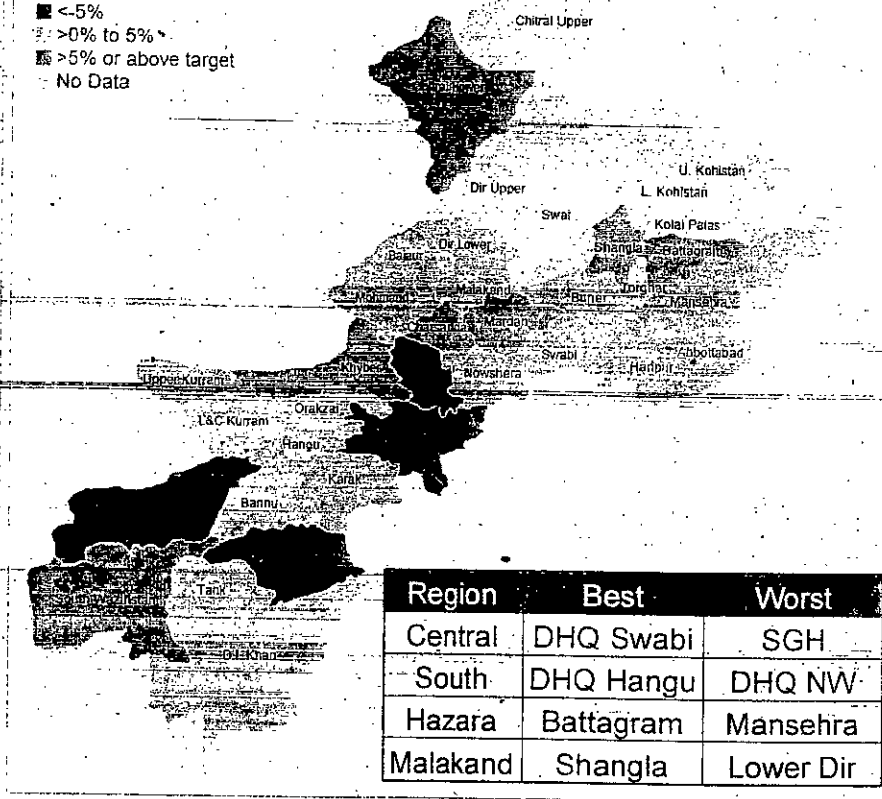 <-5%
>0% to 5%
>5% or above target
No Data
Chitral Upper
U. Kohistan
Dir Upper
L. Kohistan
Swat
Kolai Palas
Dir Lower
Shangla
Battagram
Bajaur
Malakand
Torghar
Mohmand
Buner
Mansehra
Mardan
Swabi
Abbottabad
Khyber
Nowshera
Haripur
Upper Kurram
Orakzai
L&C Kurram
Hangu
Karak
Bannu
Tank
D.I. Khan
Region Best Worst
Central DHQ Swabi SGH
South DHQ Hangu DHQ NW
Hazara Battagram Mansehra
Malakand Shangla Lower Dir